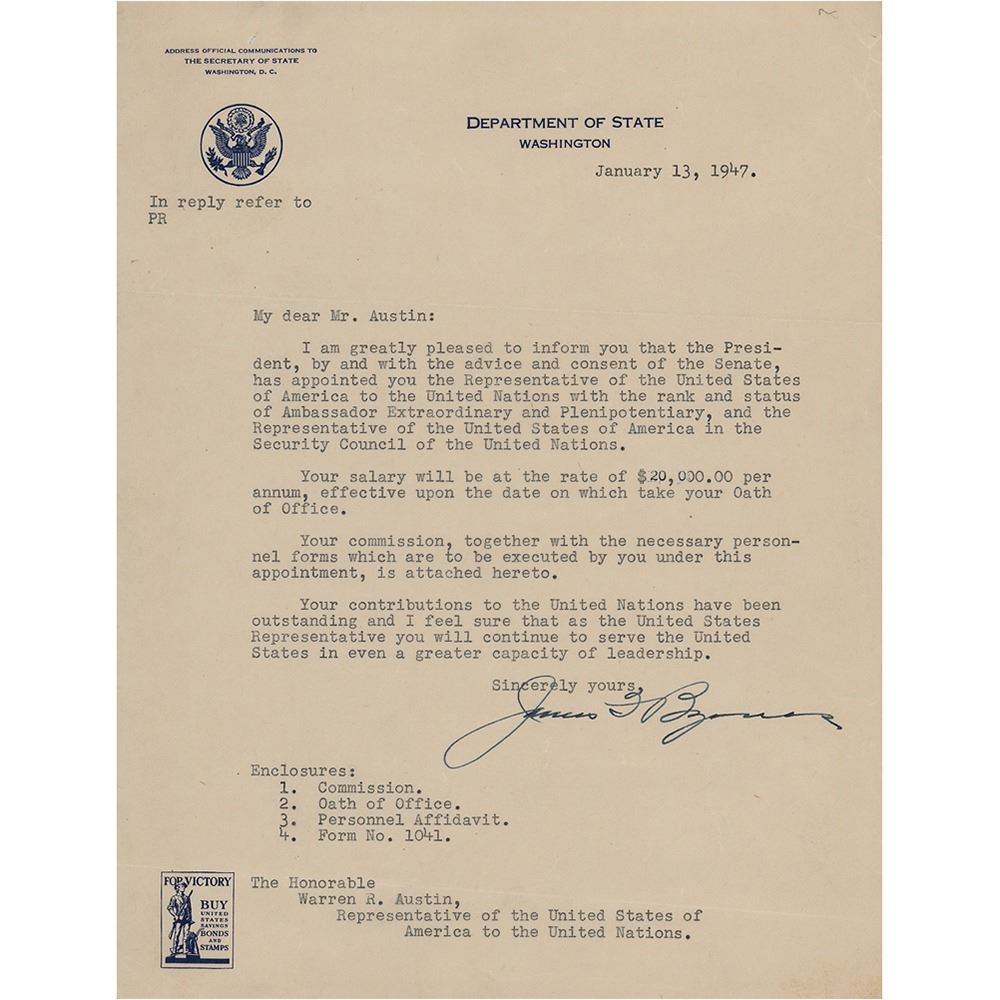 ADDRESS OFFICIAL COMMUNICATIONS TO
THE SECRETARY OF STATE
WASHINGTON, D. C.
DEPARTMENT OF STATE
WASHINGTON
January 13, 1947.
In reply refer to
PR
My dear Mr. Austin:
I am greatly pleased to inform you that the Presi-
dent, by and with the advice and consent of the Senate,
has appointed you the Representative of the United States
of America to the United Nations with the rank and status
of Ambassador Extraordinary and Plenipotentiary, and the
Representative of the United States of America in the
Security Council of the United Nations.
Your salary will be at the rate of $20,000.00 per
annum, effective upon the date on which take your Oath
of Office.
Your commission, together with the necessary person-
nel forms which are to be executed by you under this
appointment, is attached hereto.
Your contributions to the United Nations have been
outstanding and I feel sure that as the United States
Representative you will continue to serve the United
States in even a greater capacity of leadership.
Sincerely yours,
James F Byrnes
Enclosures:
1. Commission.
2. Oath of Office.
3. Personnel Affidavit.
4. Form No. 1041.
FOR VICTORY
BUY
UNITED
STATES
SAVINGS
BONDS
AND
STAMPS
The Honorable
Warren R. Austin,
Representative of the United States of
America to the United Nations.